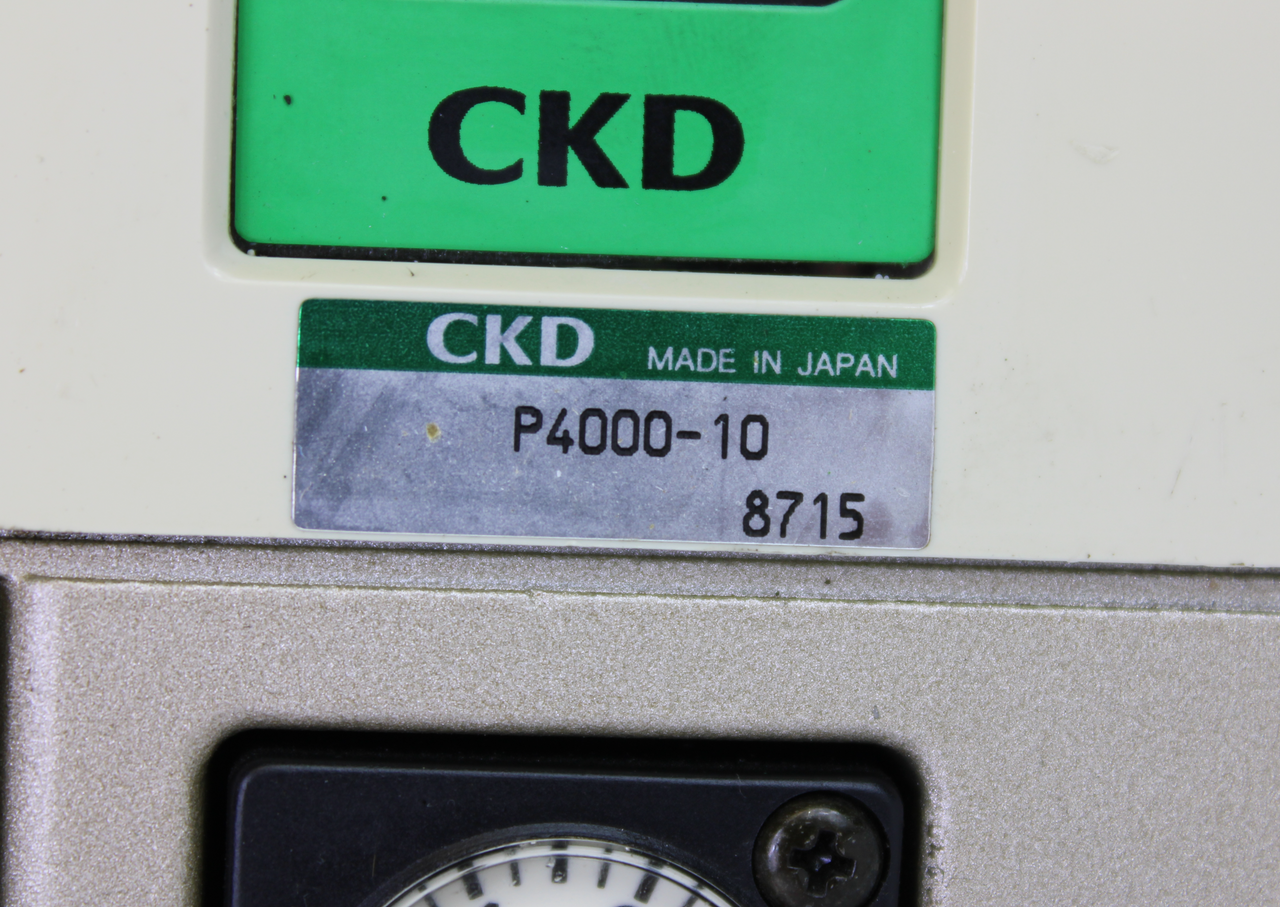 CKD
CKD MADE IN JAPAN
P4000-10
8715